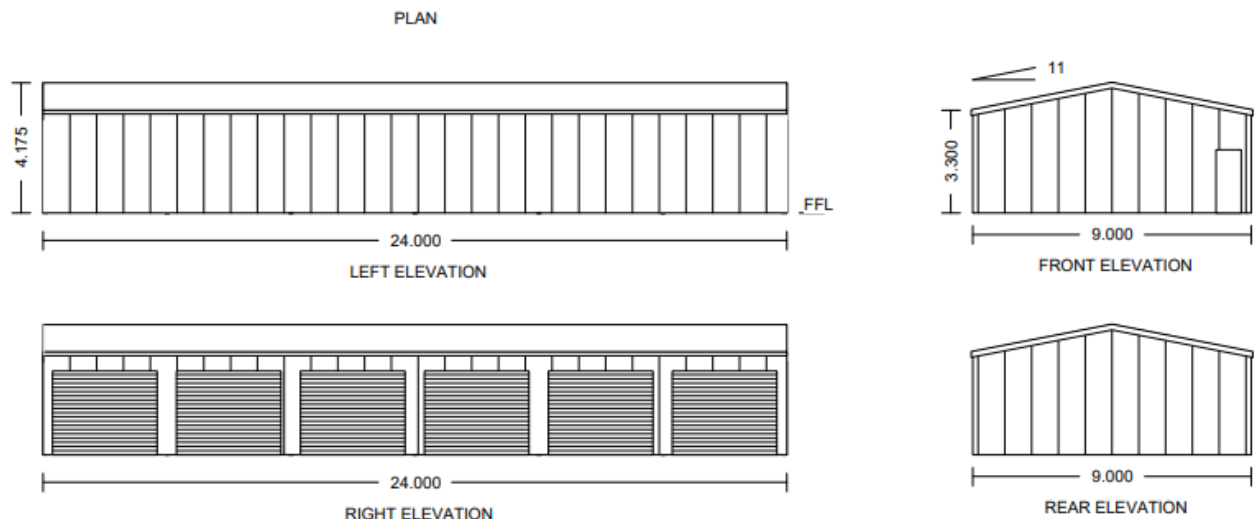 PLAN
4.175
FFL
24.000
LEFT ELEVATION
11
3.300
9.000
FRONT ELEVATION
24.000
RIGHT ELEVATION
9.000
REAR ELEVATION